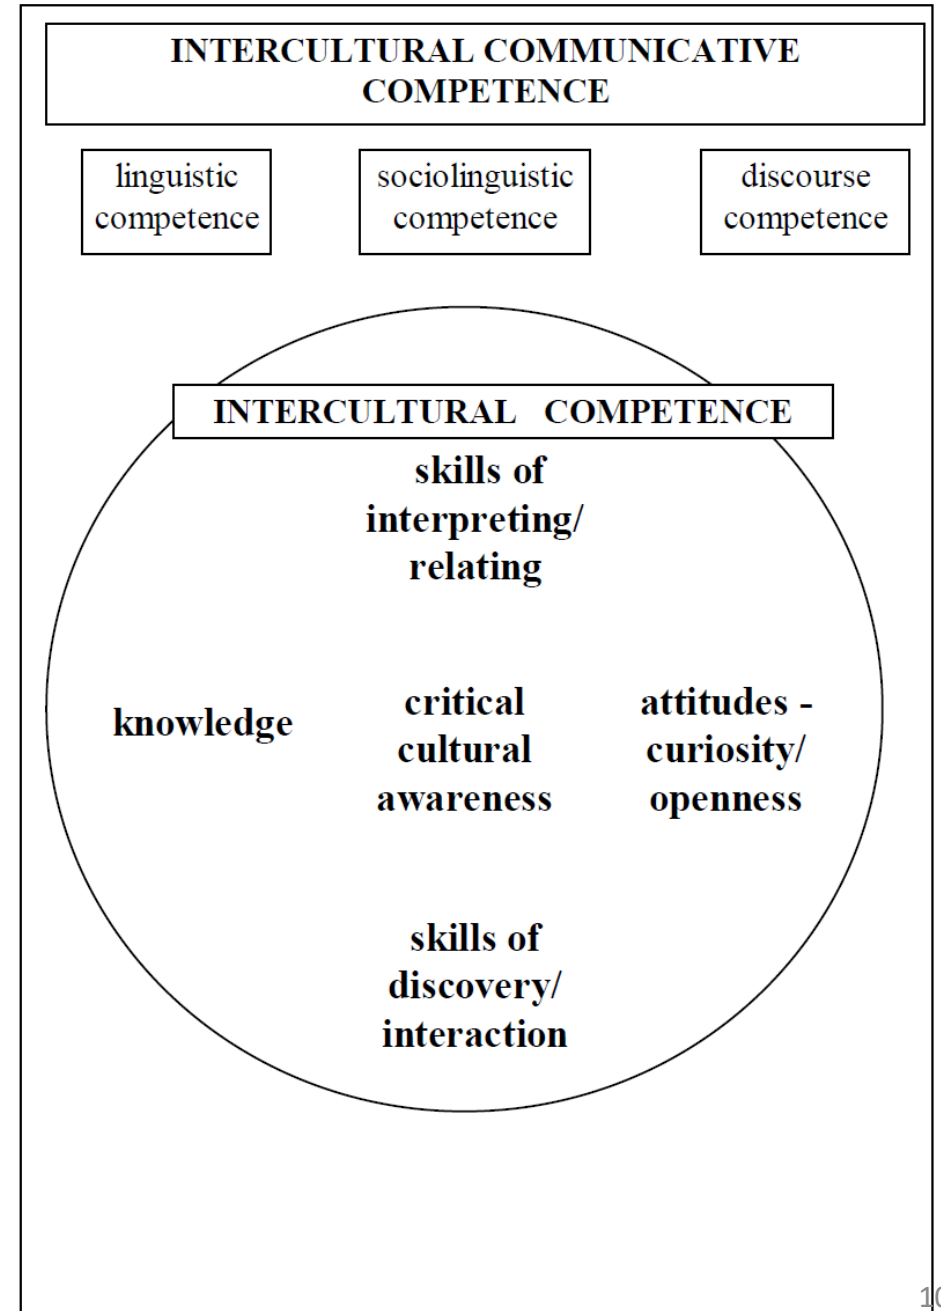 INTERCULTURAL COMMUNICATIVE
COMPETENCE
linguistic
competence
sociolinguistic
competence
discourse
competence
INTERCULTURAL COMPETENCE
skills of
interpreting/
relating
knowledge
critical
cultural
awareness
attitudes -
curiosity/
openness
skills of
discovery/
interaction
10